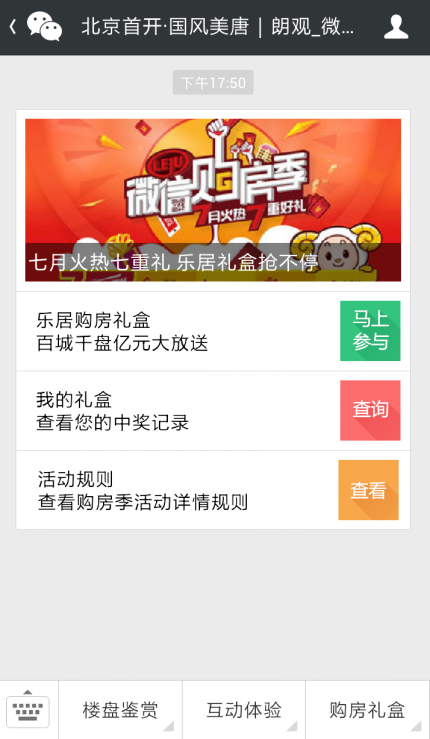 北京首开·国风美唐 | 朗观_微...
下午17:50
LEJU
微信购房季
7月火热7重好礼
七月火热七重礼 乐居礼盒抢不停
乐居购房礼盒
百城千盘亿元大放送
马上
参与
我的礼盒
查看您的中奖记录
查询
活动规则
查看购房季活动详情规则
查看
楼盘鉴赏
互动体验
购房礼盒